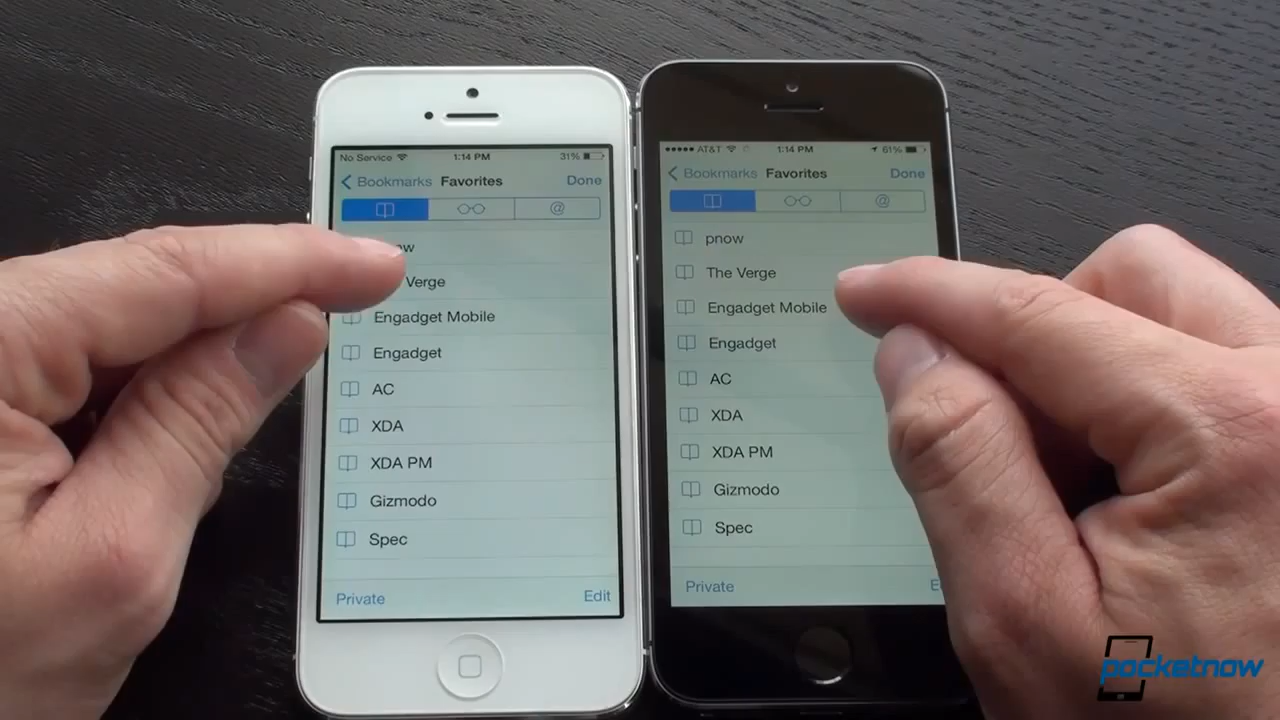 No Service 1:14 PM 31%
Bookmarks Favorites Done
@
Verge
Engadget Mobile
Engadget
AC
XDA
XDA PM
Gizmodo
Spec
Private Edit
AT&T 1:14 PM 61%
Bookmarks Favorites Done
@
pnow
The Verge
Engadget Mobile
Engadget
AC
XDA
XDA PM
Gizmodo
Spec
Private
pocketnow